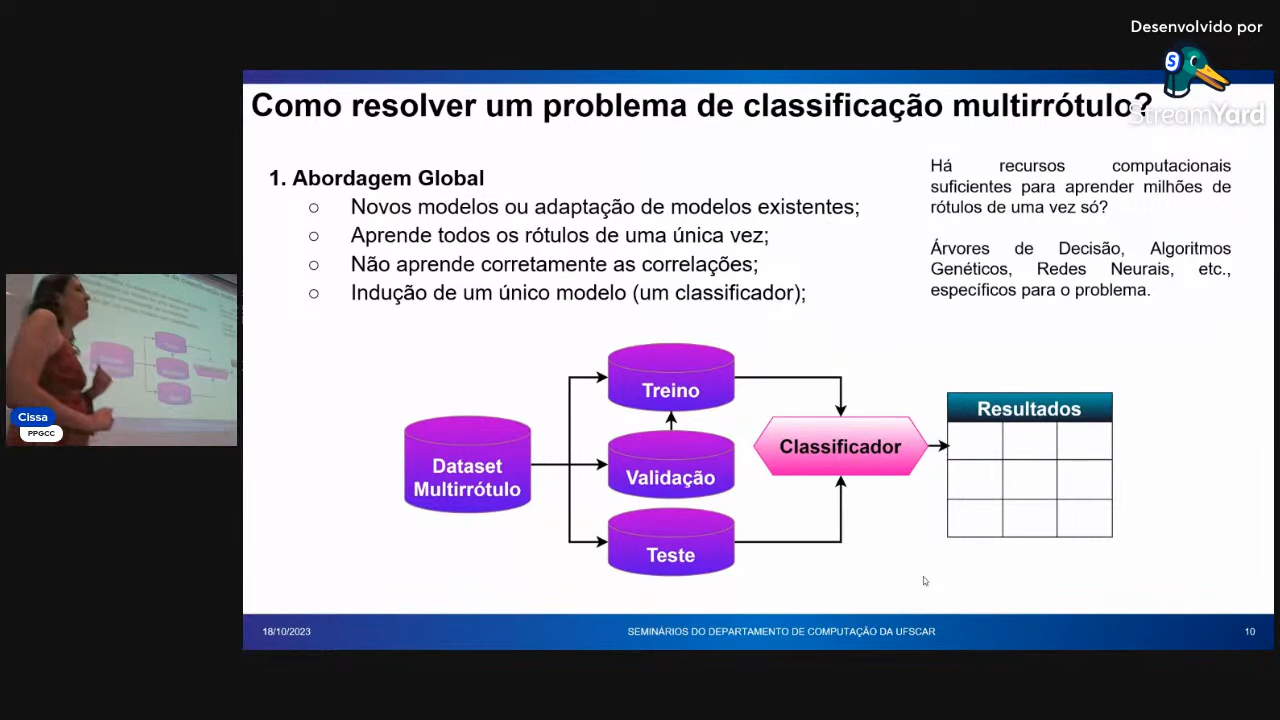 Desenvolvido por
S
StreamYard
Como resolver um problema de classificação multirrótulo?
1. Abordagem Global
○ Novos modelos ou adaptação de modelos existentes;
○ Aprende todos os rótulos de uma única vez;
○ Não aprende corretamente as correlações;
○ Indução de um único modelo (um classificador);
Há recursos computacionais
suficientes para aprender milhões de
rótulos de uma vez só?
Árvores de Decisão, Algoritmos
Genéticos, Redes Neurais, etc.,
específicos para o problema.
Dataset
Multirrótulo
Treino
Validação
Teste
Classificador
Resultados
Cissa
PPGCC
18/10/2023
SEMINÁRIOS DO DEPARTAMENTO DE COMPUTAÇÃO DA UFSCAR
10